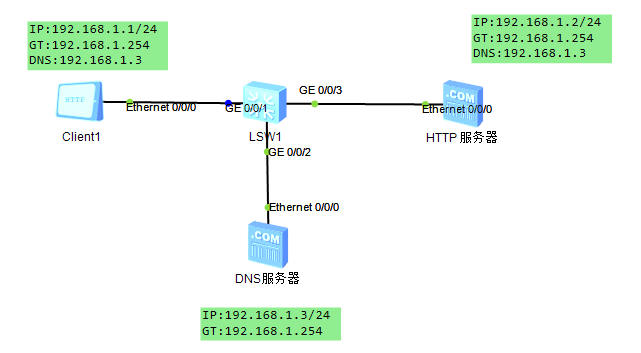 IP:192.168.1.1/24
GT:192.168.1.254
DNS:192.168.1.3
IP:192.168.1.2/24
GT:192.168.1.254
DNS:192.168.1.3
HTTP
Ethernet 0/0/0
GE 0/0/1
GE 0/0/3
.COM
Ethernet 0/0/0
Client1
LSW1
HTTP 服务器
GE 0/0/2
Ethernet 0/0/0
.COM
DNS服务器
IP:192.168.1.3/24
GT:192.168.1.254